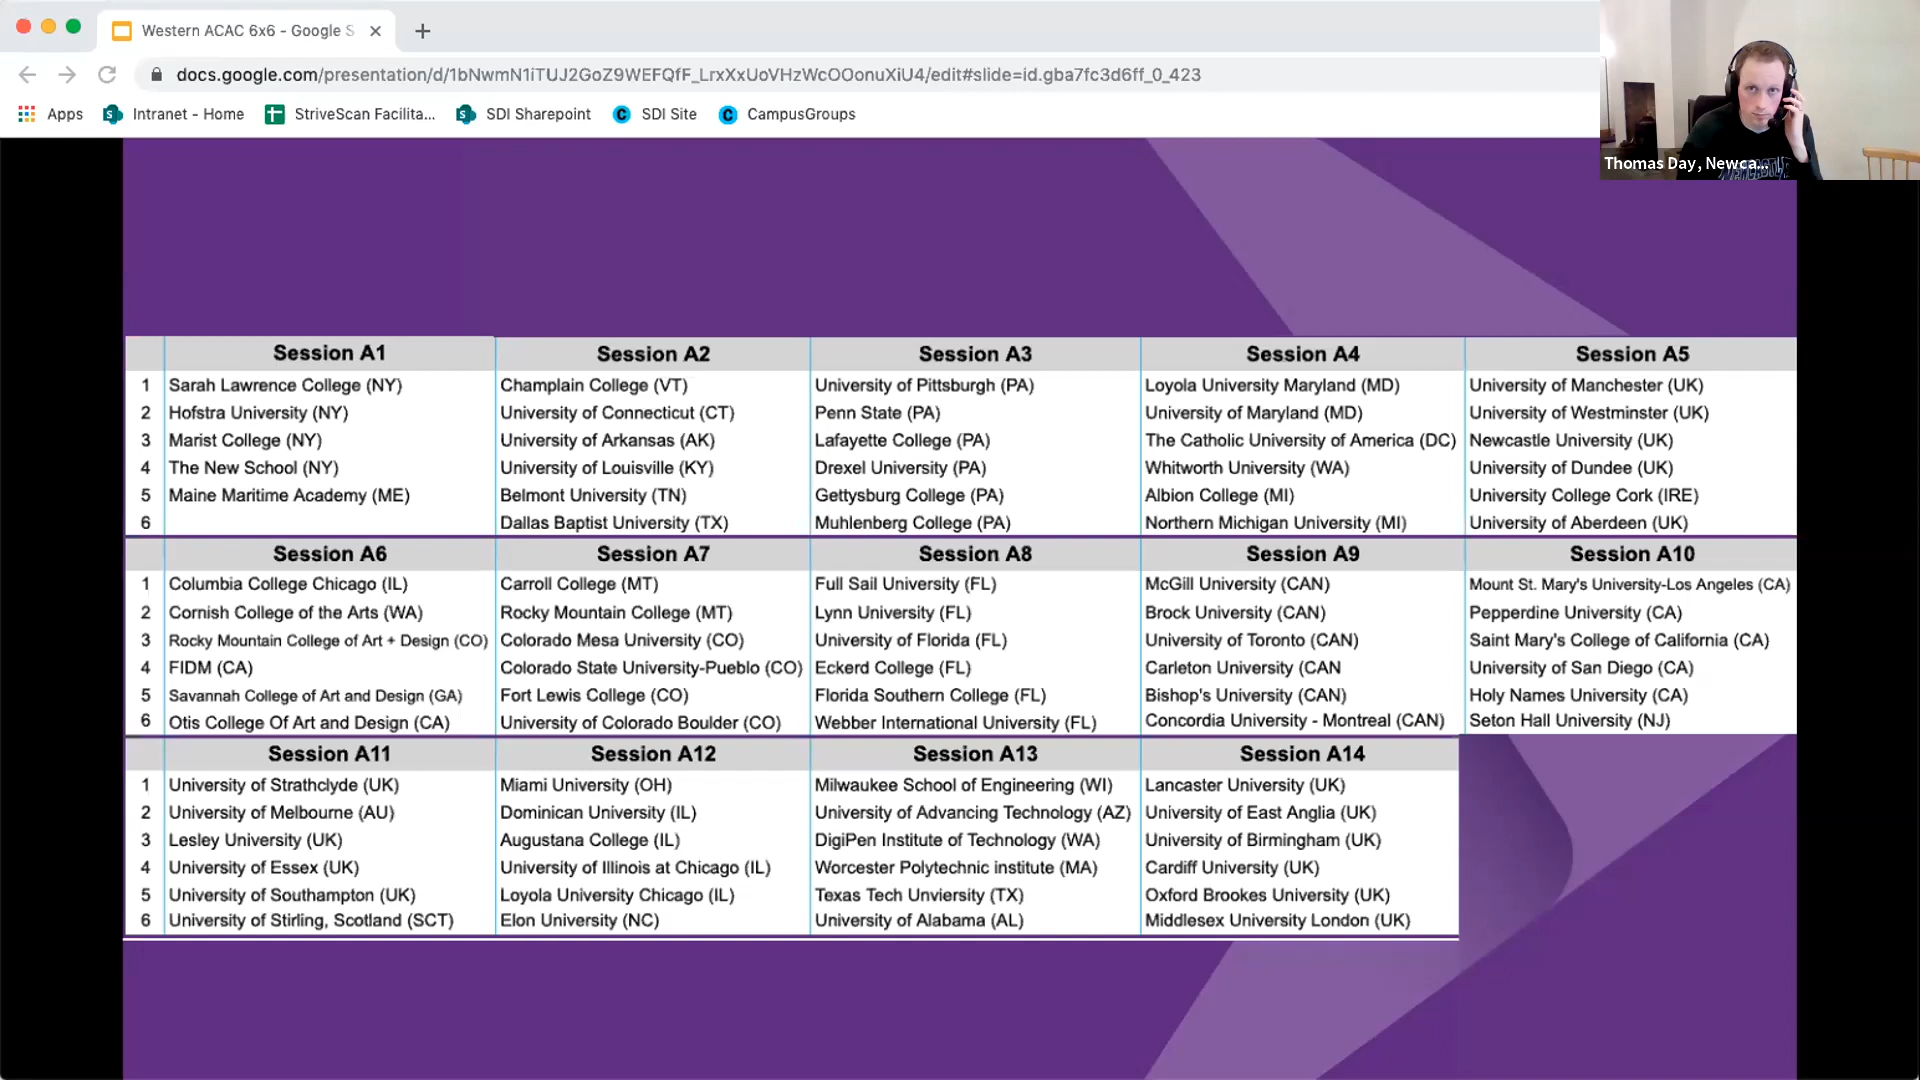 Western ACAC 6x6 - Google S
docs.google.com/presentation/d/1bNwmN1iTUJ2GoZ9WEFQfF_LrxXxUoVHzWcOOonuXiU4/edit#slide=id.gba7fc3d6ff_0_423
Apps Intranet - Home StriveScan Facilita... SDI Sharepoint SDI Site CampusGroups
Thomas Day, Newca...
Session A1 Session A2 Session A3 Session A4 Session A5
1 Sarah Lawrence College (NY) Champlain College (VT) University of Pittsburgh (PA) Loyola University Maryland (MD) University of Manchester (UK)
2 Hofstra University (NY) University of Connecticut (CT) Penn State (PA) University of Maryland (MD) University of Westminster (UK)
3 Marist College (NY) University of Arkansas (AK) Lafayette College (PA) The Catholic University of America (DC) Newcastle University (UK)
4 The New School (NY) University of Louisville (KY) Drexel University (PA) Whitworth University (WA) University of Dundee (UK)
5 Maine Maritime Academy (ME) Belmont University (TN) Gettysburg College (PA) Albion College (MI) University College Cork (IRE)
6 Dallas Baptist University (TX) Muhlenberg College (PA) Northern Michigan University (MI) University of Aberdeen (UK)
Session A6 Session A7 Session A8 Session A9 Session A10
1 Columbia College Chicago (IL) Carroll College (MT) Full Sail University (FL) McGill University (CAN) Mount St. Mary's University-Los Angeles (CA)
2 Cornish College of the Arts (WA) Rocky Mountain College (MT) Lynn University (FL) Brock University (CAN) Pepperdine University (CA)
3 Rocky Mountain College of Art + Design (CO) Colorado Mesa University (CO) University of Florida (FL) University of Toronto (CAN) Saint Mary's College of California (CA)
4 FIDM (CA) Colorado State University-Pueblo (CO) Eckerd College (FL) Carleton University (CAN University of San Diego (CA)
5 Savannah College of Art and Design (GA) Fort Lewis College (CO) Florida Southern College (FL) Bishop's University (CAN) Holy Names University (CA)
6 Otis College Of Art and Design (CA) University of Colorado Boulder (CO) Webber International University (FL) Concordia University - Montreal (CAN) Seton Hall University (NJ)
Session A11 Session A12 Session A13 Session A14
1 University of Strathclyde (UK) Miami University (OH) Milwaukee School of Engineering (WI) Lancaster University (UK)
2 University of Melbourne (AU) Dominican University (IL) University of Advancing Technology (AZ) University of East Anglia (UK)
3 Lesley University (UK) Augustana College (IL) DigiPen Institute of Technology (WA) University of Birmingham (UK)
4 University of Essex (UK) University of Illinois at Chicago (IL) Worcester Polytechnic institute (MA) Cardiff University (UK)
5 University of Southampton (UK) Loyola University Chicago (IL) Texas Tech Unviersity (TX) Oxford Brookes University (UK)
6 University of Stirling, Scotland (SCT) Elon University (NC) University of Alabama (AL) Middlesex University London (UK)